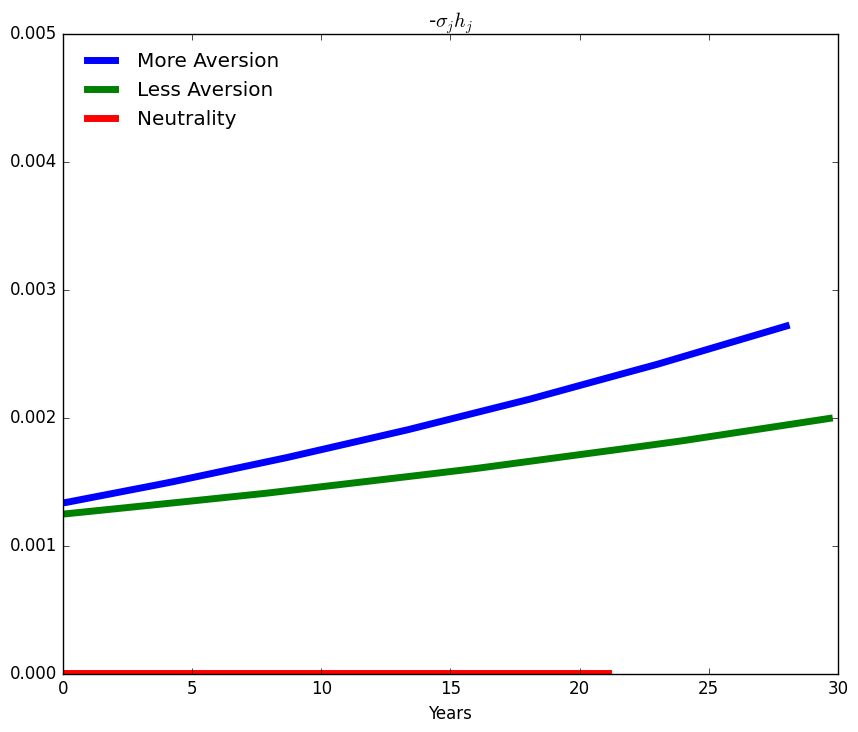 -σ_j h_j
0.005
0.004
0.003
0.002
0.001
0.000
More Aversion
Less Aversion
Neutrality
0 5 10 15 20 25 30
Years